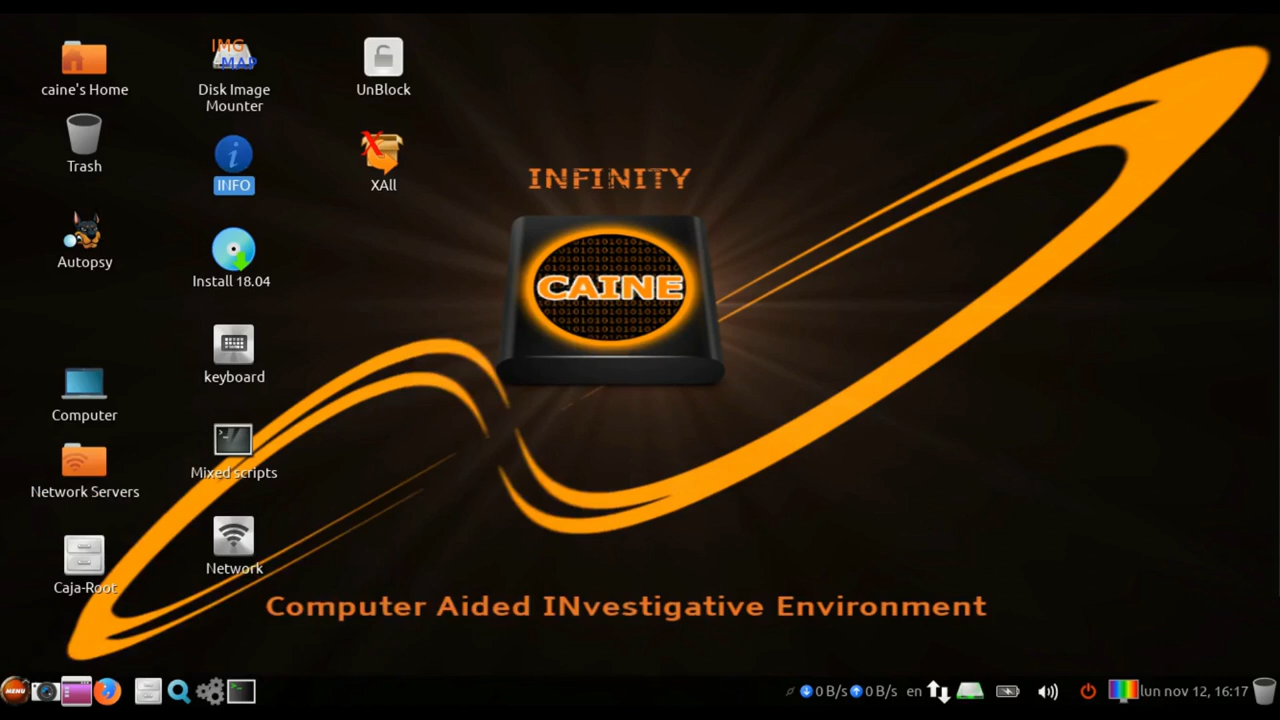 IMG
MAP
caine's Home
Disk Image
Mounter
UnBlock
Trash
INFO
XAll
INFINITY
Autopsy
Install 18.04
CAINE
keyboard
Computer
Mixed scripts
Network Servers
Network
Caja-Root
Computer Aided INvestigative Environment
MENU
0 B/s 0 B/s en
lun nov 12, 16:17